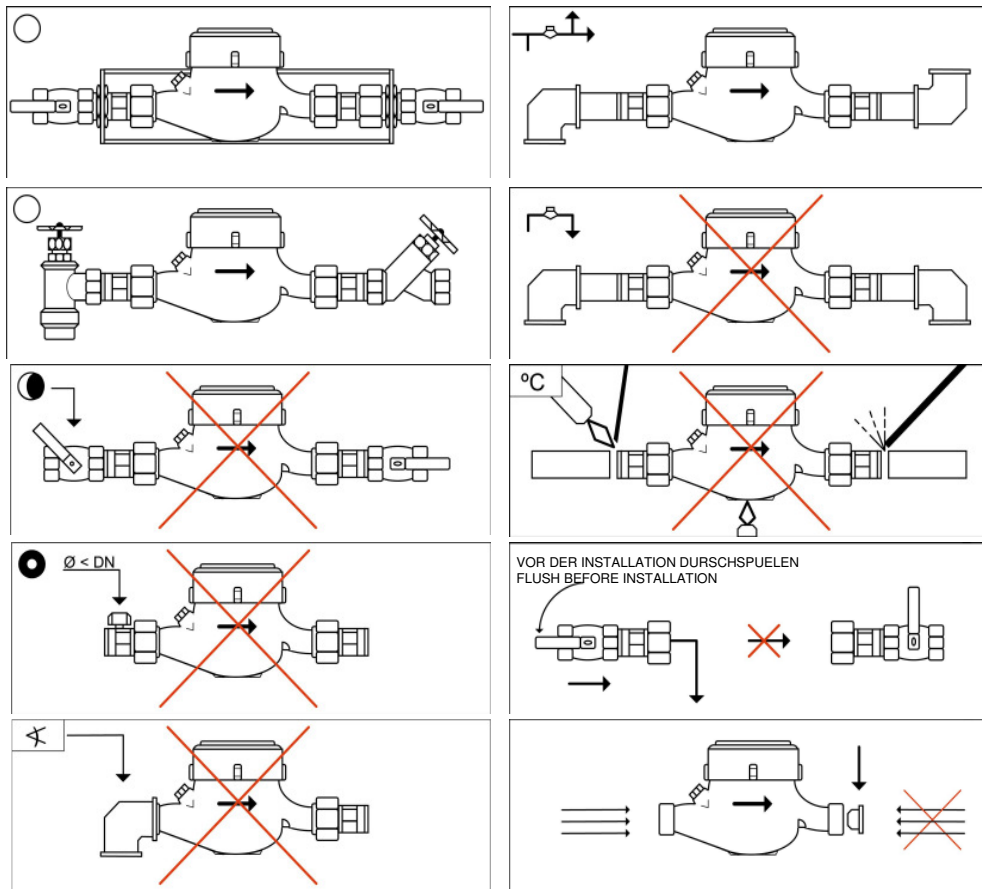 ºC
Ø < DN
VOR DER INSTALLATION DURSCHSPUELEN
FLUSH BEFORE INSTALLATION